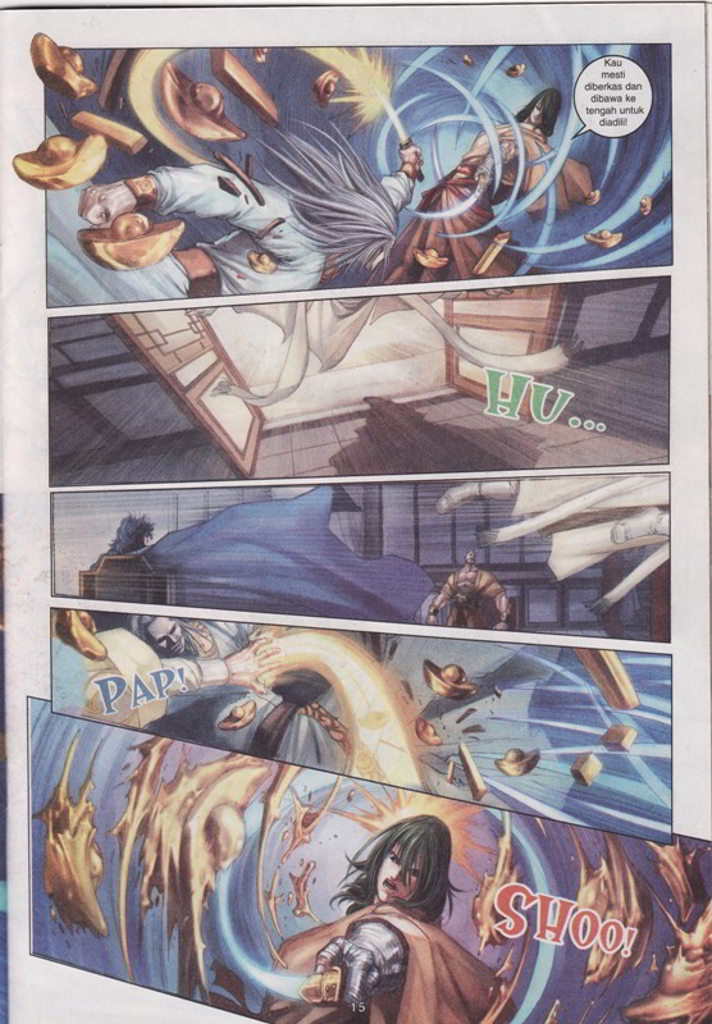 Kau
mesti
diberkas dan
dibawa ke
tengah untuk
diadili!
HU...
PAP!
SHOO!
15